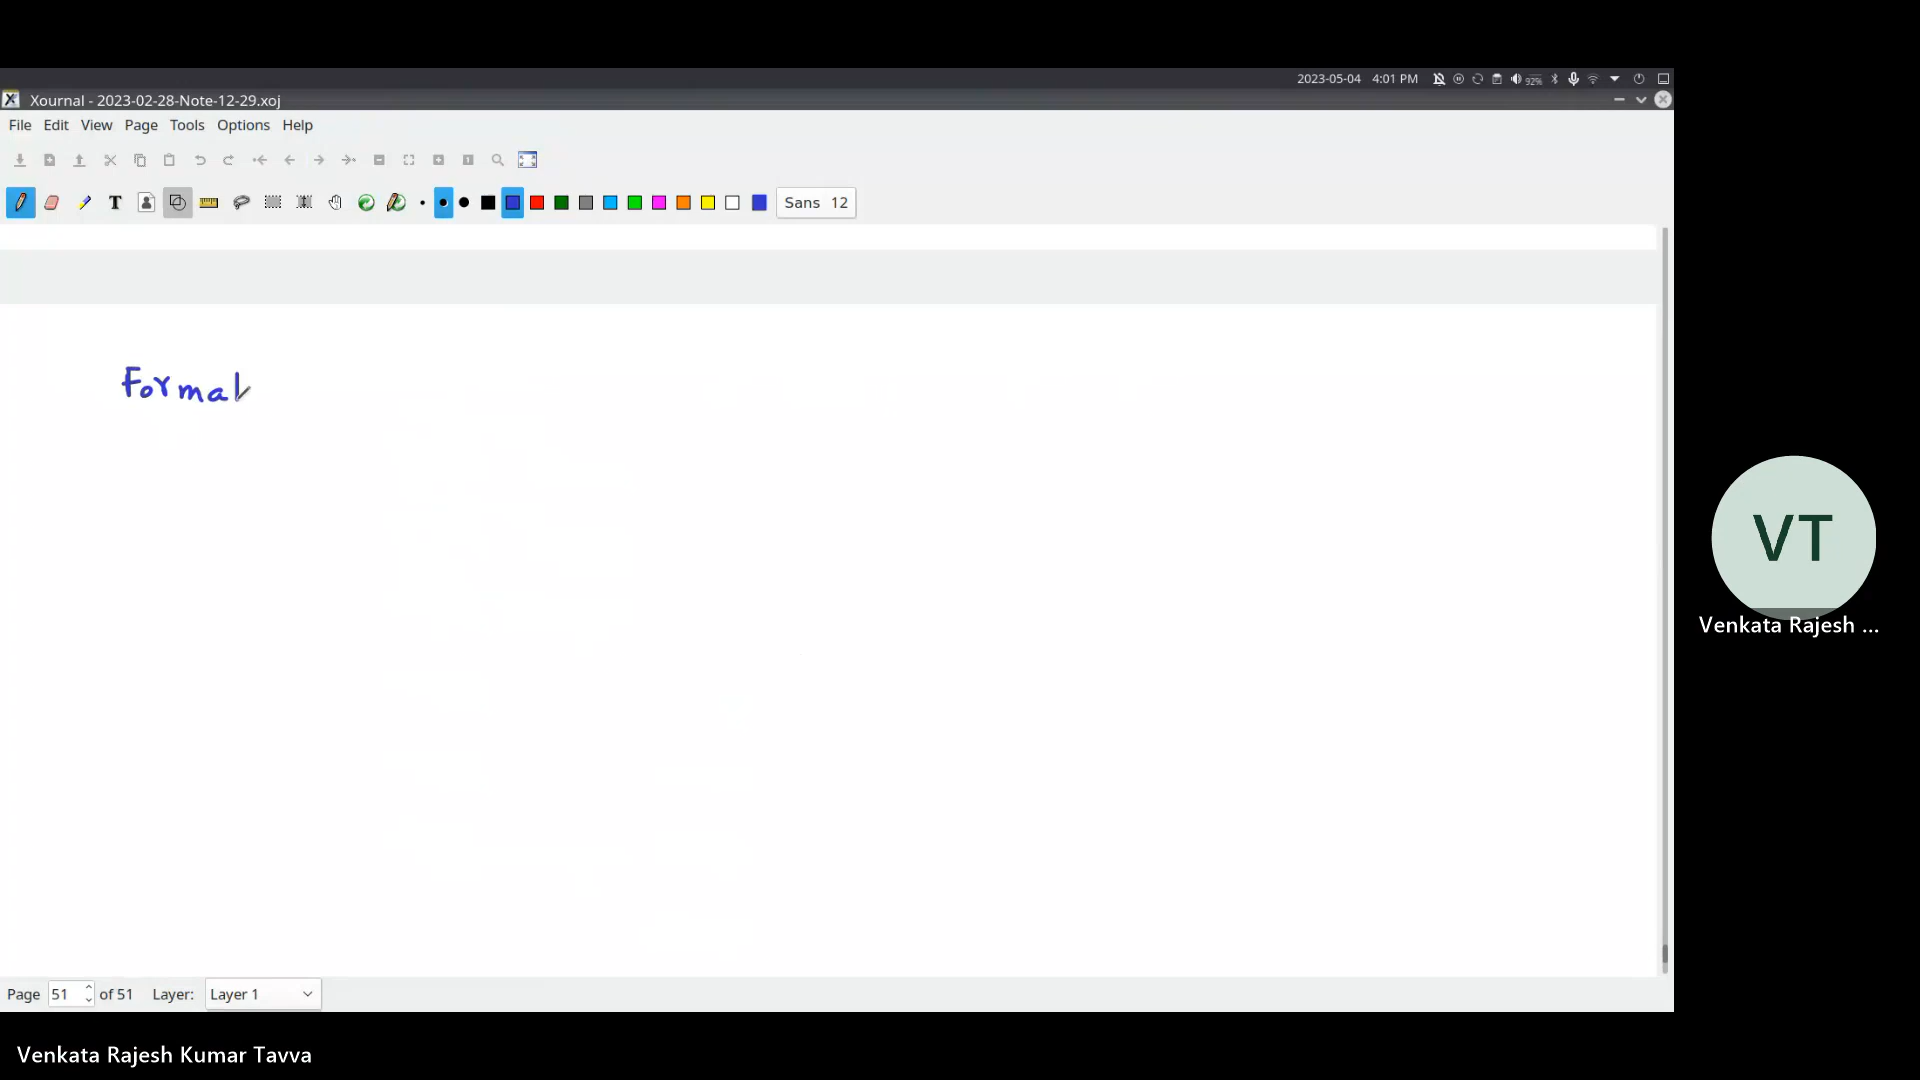 2023-05-04 4:01 PM 92%
Xournal - 2023-02-28-Note-12-29.xoj
File Edit View Page Tools Options Help
T Sans 12
Formal
VT
Venkata Rajesh ...
Page 51 of 51 Layer: Layer 1
Venkata Rajesh Kumar Tavva